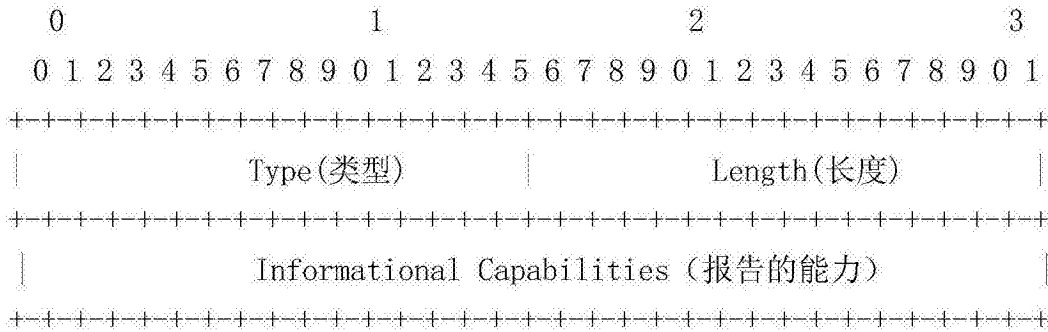 0 1 2 3
0 1 2 3 4 5 6 7 8 9 0 1 2 3 4 5 6 7 8 9 0 1 2 3 4 5 6 7 8 9 0 1
+-+-+-+-+-+-+-+-+-+-+-+-+-+-+-+-+-+-+-+-+-+-+-+-+-+-+-+-+-+-+-+-+
| Type(类型) | Length(长度) |
+-+-+-+-+-+-+-+-+-+-+-+-+-+-+-+-+-+-+-+-+-+-+-+-+-+-+-+-+-+-+-+-+
| Informational Capabilities（报告的能力） |
+-+-+-+-+-+-+-+-+-+-+-+-+-+-+-+-+-+-+-+-+-+-+-+-+-+-+-+-+-+-+-+-+